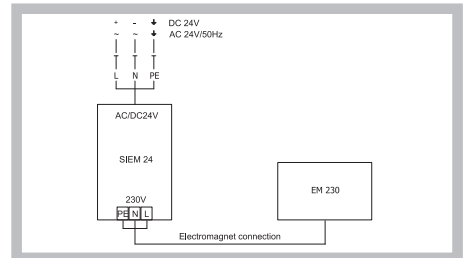 + - DC 24V
~ ~ AC 24V/50Hz
L N PE
AC/DC24V
SIEM 24
230V
PE N L
EM 230
Electromagnet connection